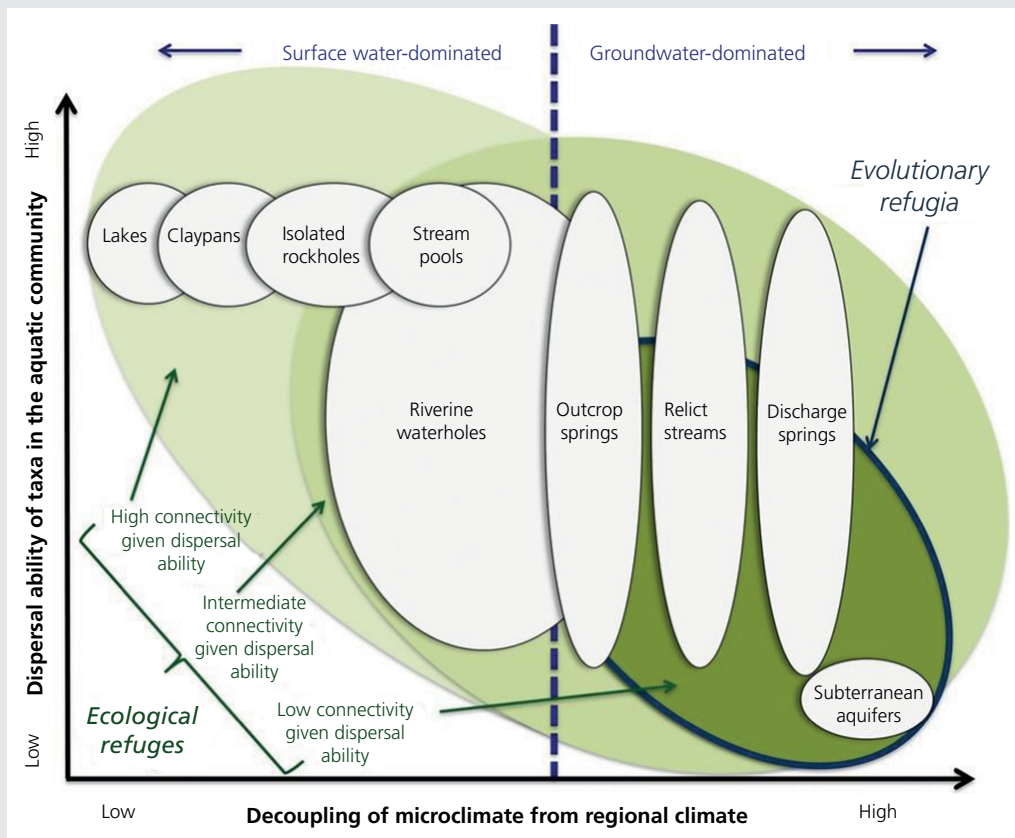 Surface water-dominated
Groundwater-dominated
High
Dispersal ability of taxa in the aquatic community
Low
Evolutionary
refugia
Lakes
Claypans
Isolated
rockholes
Stream
pools
Riverine
waterholes
Outcrop
springs
Relict
streams
Discharge
springs
High connectivity
given dispersal
ability
Intermediate
connectivity
given dispersal
ability
Low connectivity
given dispersal
ability
Ecological
refuges
Subterranean
aquifers
Low
Decoupling of microclimate from regional climate
High